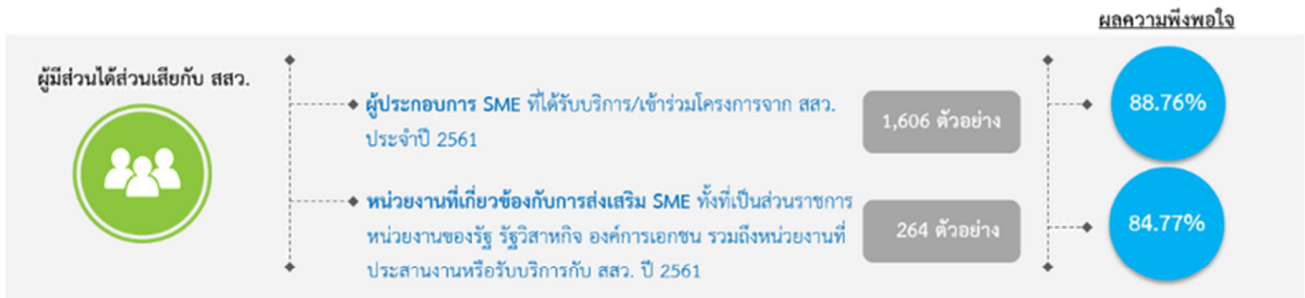 ผลความพึงพอใจ
ผู้มีส่วนได้ส่วนเสียกับ สสว.
ผู้ประกอบการ SME ที่ได้รับบริการ/เข้าร่วมโครงการจาก สสว.
ประจำปี 2561
1,606 ตัวอย่าง
88.76%
หน่วยงานที่เกี่ยวข้องกับการส่งเสริม SME ทั้งที่เป็นส่วนราชการ
หน่วยงานของรัฐ รัฐวิสาหกิจ องค์การเอกชน รวมถึงหน่วยงานที่
ประสานงานหรือรับบริการกับ สสว. ปี 2561
264 ตัวอย่าง
84.77%